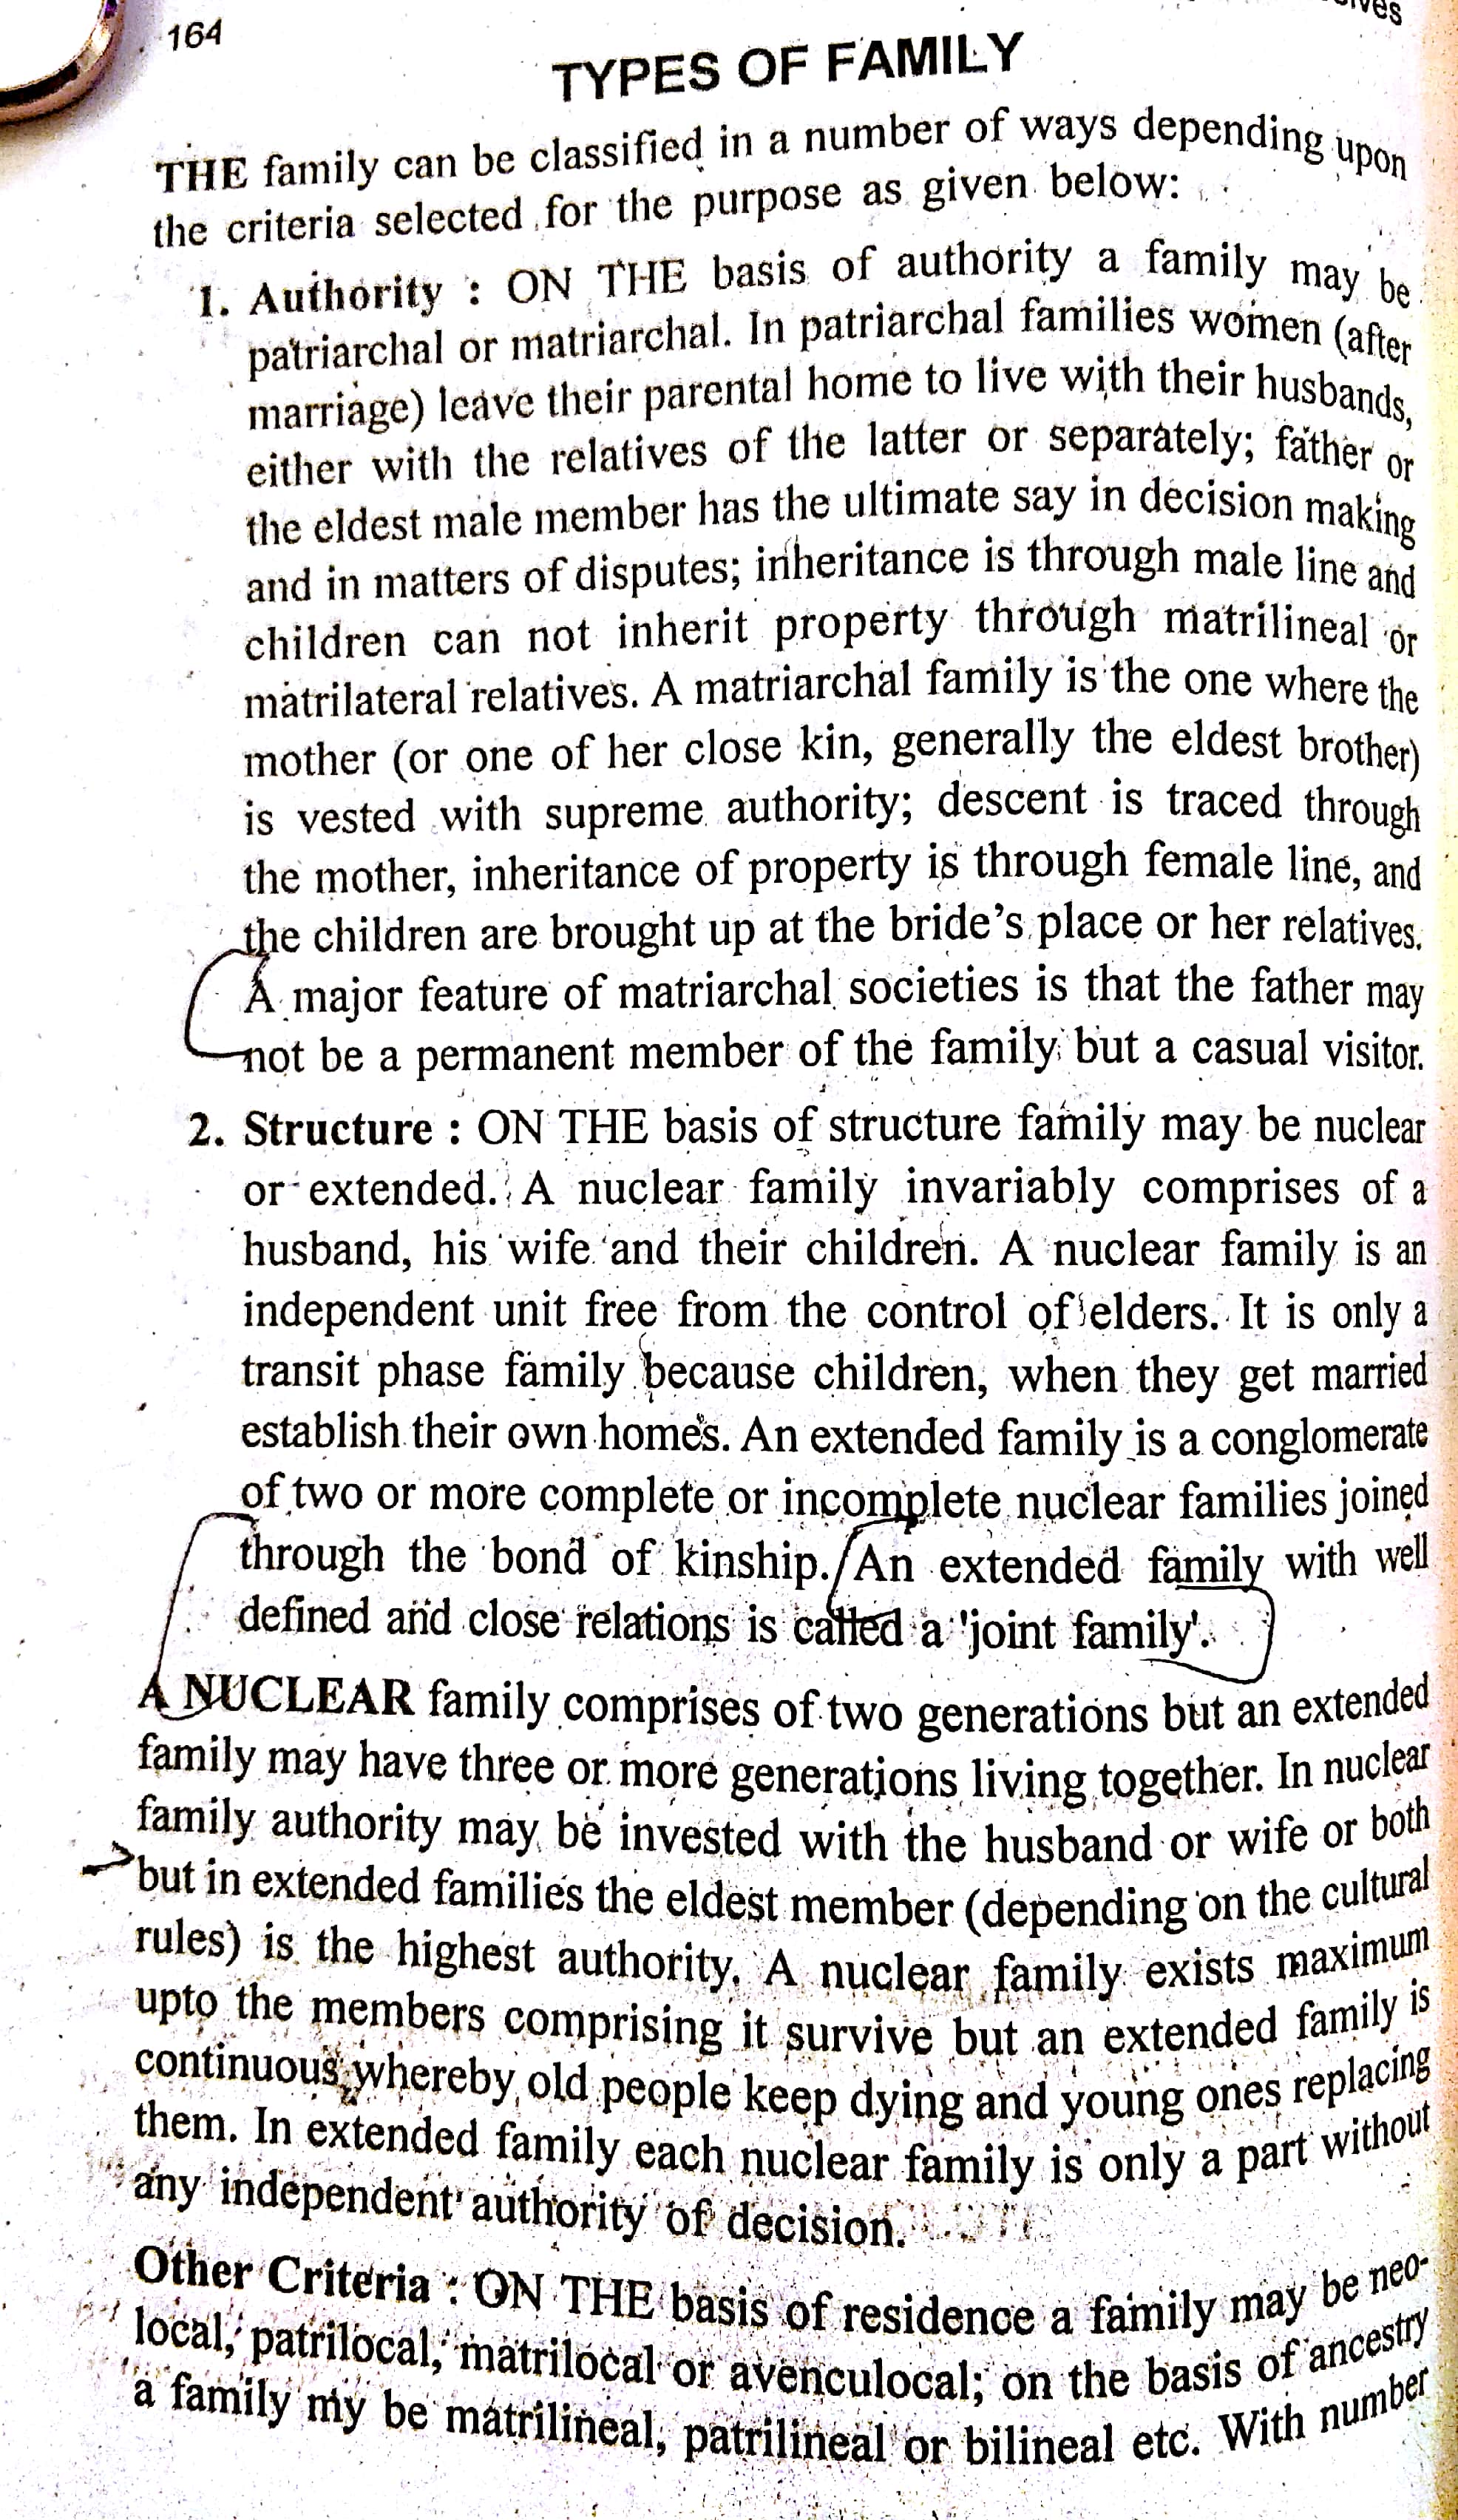 164
TYPES OF FAMILY
THE family can be classified in a number of ways depending upon
the criteria selected for the purpose as given below:
1. Authority : ON THE basis of authority a family may be
patriarchal or matriarchal. In patriarchal families women (after
marriage) leave their parental home to live with their husbands,
either with the relatives of the latter or separately; father or
the eldest male member has the ultimate say in decision making
and in matters of disputes; inheritance is through male line and
children can not inherit property through matrilineal or
matrilateral relatives. A matriarchal family is the one where the
mother (or one of her close kin, generally the eldest brother)
is vested with supreme authority; descent is traced through
the mother, inheritance of property is through female line, and
the children are brought up at the bride's place or her relatives.
A major feature of matriarchal societies is that the father may
not be a permanent member of the family but a casual visitor.
2. Structure : ON THE basis of structure family may be nuclear
or extended. A nuclear family invariably comprises of a
husband, his wife and their children. A nuclear family is an
independent unit free from the control of elders. It is only a
transit phase family because children, when they get married
establish their own homes. An extended family is a conglomerate
of two or more complete or incomplete nuclear families joined
through the bond of kinship. An extended family with well
defined and close relations is called a 'joint family'.
A NUCLEAR family comprises of two generations but an extended
family may have three or more generations living together. In nuclear
family authority may be invested with the husband or wife or both
but in extended families the eldest member (depending on the cultural
rules) is the highest authority. A nuclear family exists maximum
upto the members comprising it survive but an extended family is
continuous whereby old people keep dying and young ones replacing
them. In extended family each nuclear family is only a part without
any independent authority of decision.
Other Criteria : ON THE basis of residence a family may be neo-
local, patrilocal, matrilocal or avenculocal; on the basis of ancestry
a family my be matrilineal, patrilineal or bilineal etc. With number